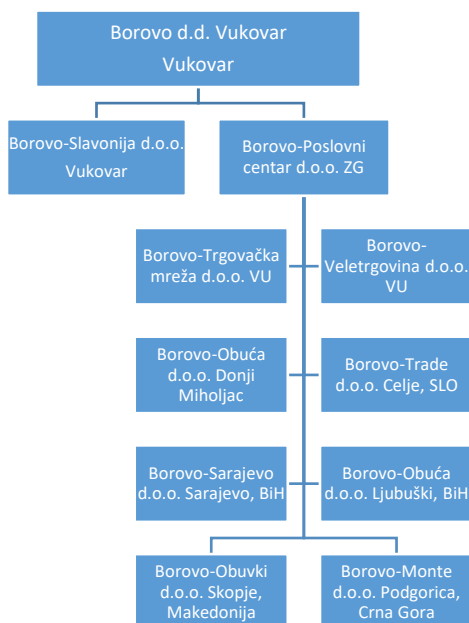 Borovo d.d. Vukovar
Vukovar
Borovo-Slavonija d.o.o.
Vukovar
Borovo-Poslovni
centar d.o.o. ZG
Borovo-Trgovačka
mreža d.o.o. VU
Borovo-
Veletrgovina d.o.o.
VU
Borovo-Obuća
d.o.o. Donji
Miholjac
Borovo-Trade
d.o.o. Celje, SLO
Borovo-Sarajevo
d.o.o. Sarajevo, BiH
Borovo-Obuća
d.o.o. Ljubuški, BiH
Borovo-Obuvki
d.o.o. Skopje,
Makedonija
Borovo-Monte
d.o.o. Podgorica,
Crna Gora